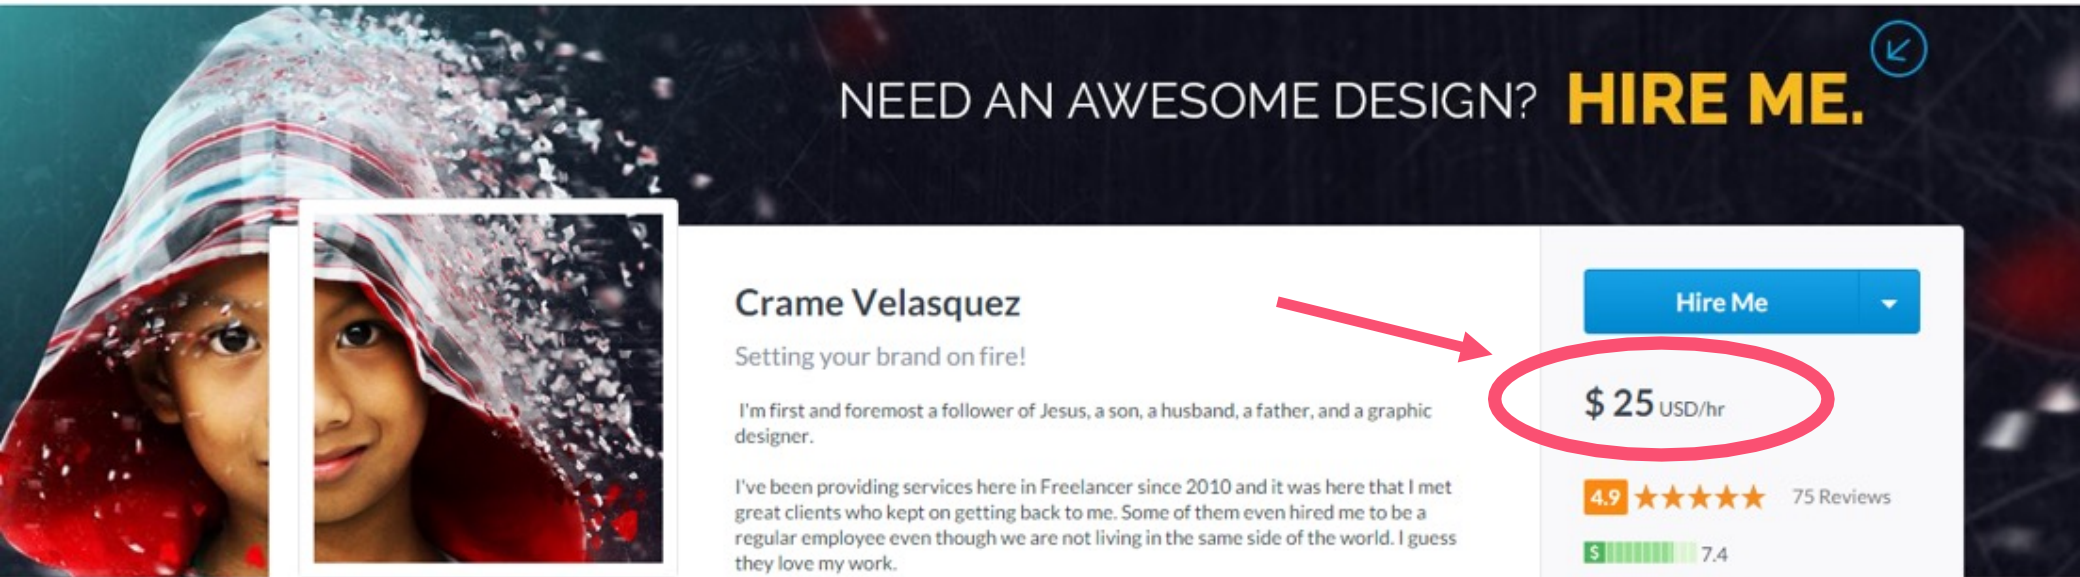 NEED AN AWESOME DESIGN? HIRE ME.
Crame Velasquez
Setting your brand on fire!
I'm first and foremost a follower of Jesus, a son, a husband, a father, and a graphic
designer.
I've been providing services here in Freelancer since 2010 and it was here that I met
great clients who kept on getting back to me. Some of them even hired me to be a
regular employee even though we are not living in the same side of the world. I guess
they love my work.
Hire Me
$ 25 USD/hr
4.9 75 Reviews
$ 7.4